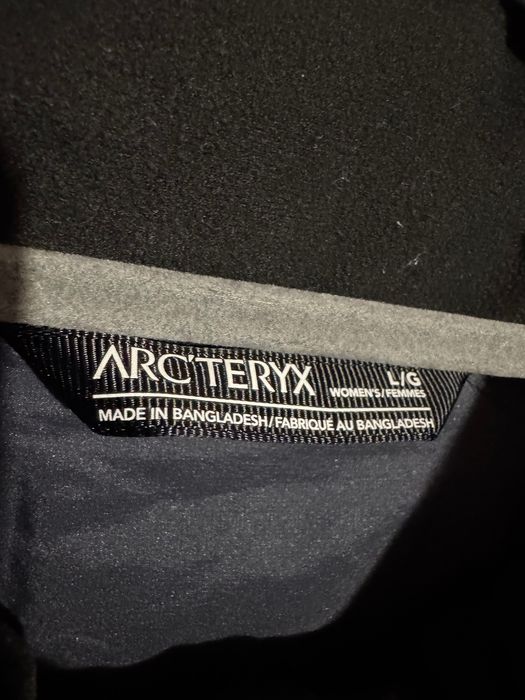 ARC'TERYX L/G
WOMEN'S/FEMMES
MADE IN BANGLADESH/FABRIQUÉ AU BANGLADESH